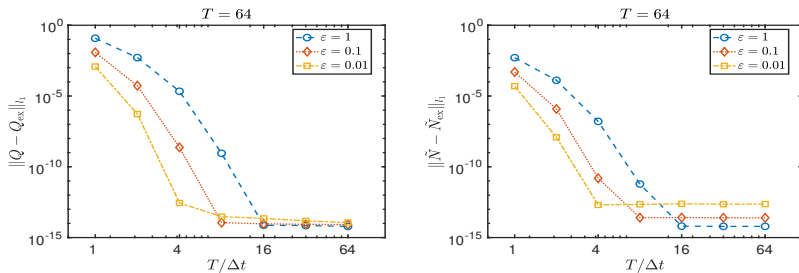 T = 64
10^0
10^-5
10^-10
10^-15
||Q − Q_ex||_l1
ε = 1
ε = 0.1
ε = 0.01
1
4
16
64
T/Δt
T = 64
10^0
10^-5
10^-10
10^-15
||Ñ − Ñ_ex||_l1
ε = 1
ε = 0.1
ε = 0.01
1
4
16
64
T/Δt